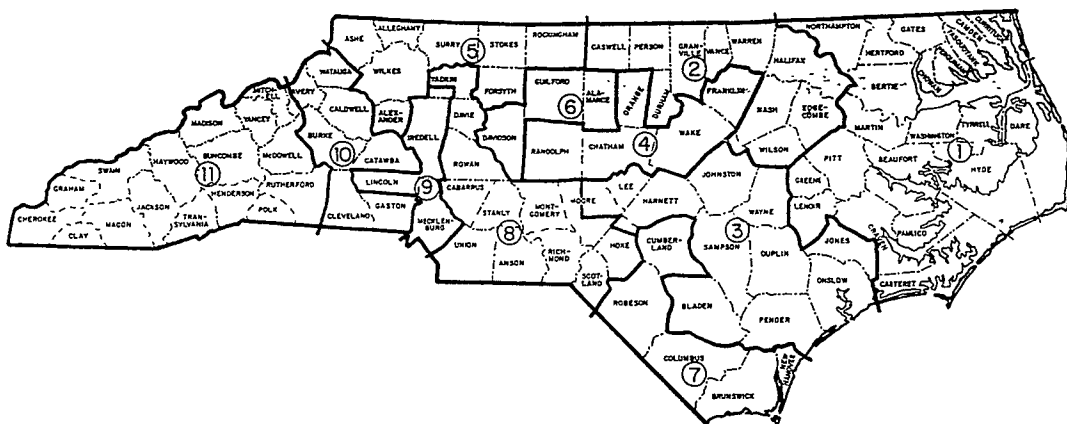 ASHE
ALLEGHANY
SURRY
5
STOKES
ROCKINGHAM
CASWELL
PERSON
GRAN-
VILLE
2
VANCE
WARREN
NORTHAMPTON
GATES
HERTFORD
CURRITUCK
CAMDEN
PASQUOTANK
PERQUIMANS
CHOWAN
HALIFAX
BERTIE
WATAUGA
WILKES
YADKIN
FORSYTH
GUILFORD
6
ALA-
MANCE
ORANGE
DURHAM
FRANKLIN
NASH
EDGE-
COMBE
MARTIN
WASHINGTON
TYRRELL
DARE
1
HYDE
BEAUFORT
MITCH-
ELL
AVERY
CALDWELL
ALEX-
ANDER
IREDELL
DAVIE
DAVIDSON
RANDOLPH
CHATHAM
4
WAKE
WILSON
PITT
MADISON
YANCEY
BURKE
10
CATAWBA
ROWAN
JOHNSTON
GREENE
HAYWOOD
BUNCOMBE
McDOWELL
11
SWAIN
GRAHAM
JACKSON
HENDERSON
RUTHERFORD
POLK
TRAN-
SYLVANIA
CHEROKEE
CLAY
MACON
LINCOLN
9
GASTON
CLEVELAND
MECKLEN-
BURG
CABARRUS
STANLY
8
MONT-
GOMERY
MOORE
LEE
HARNETT
WAYNE
LENOIR
CRAVEN
PAMLICO
UNION
ANSON
RICH-
MOND
SCOT-
LAND
HOKE
CUMBER-
LAND
SAMPSON
3
DUPLIN
JONES
ONSLOW
CARTERET
ROBESON
BLADEN
PENDER
COLUMBUS
7
BRUNSWICK
NEW
HANOVER